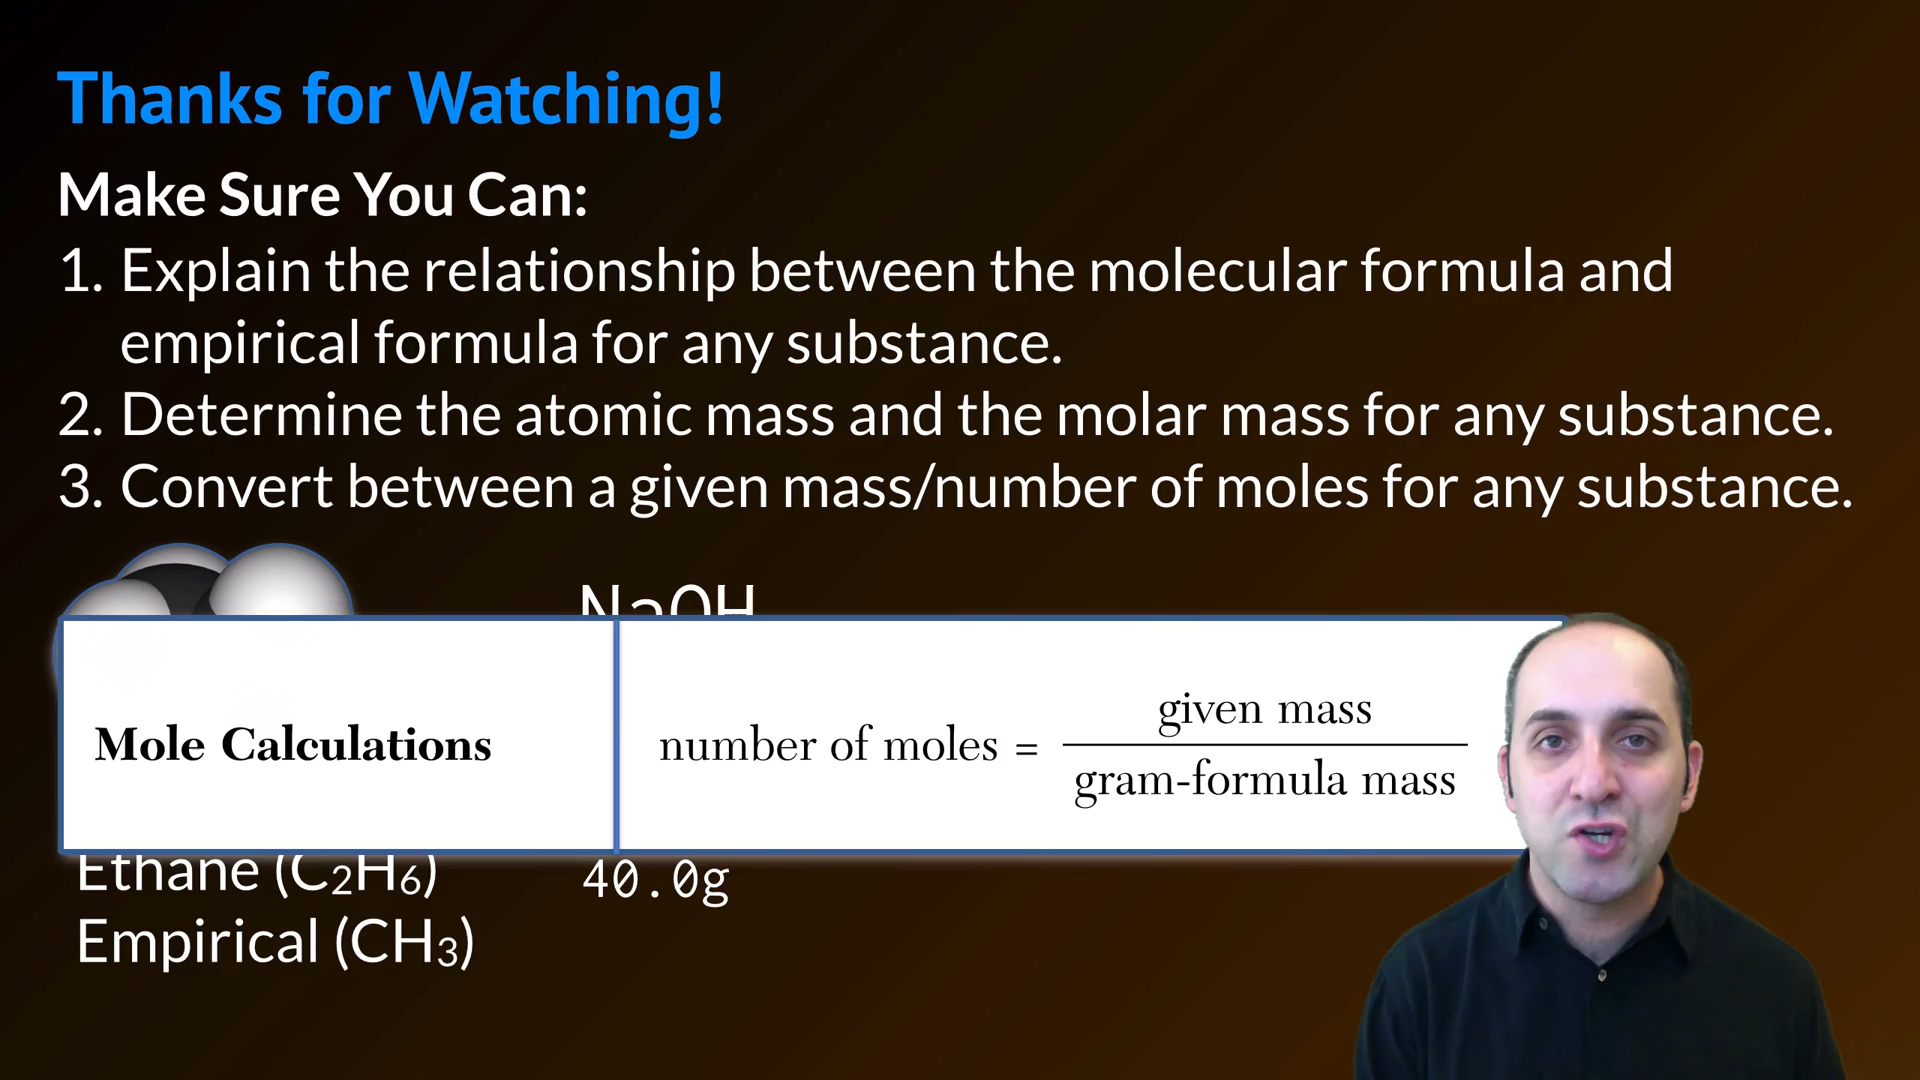 Thanks for Watching!
Make Sure You Can:
1. Explain the relationship between the molecular formula and
empirical formula for any substance.
2. Determine the atomic mass and the molar mass for any substance.
3. Convert between a given mass/number of moles for any substance.
NaOH
Mole Calculations
number of moles = given mass
gram-formula mass
Ethane (C₂H₆)
40.0g
Empirical (CH₃)